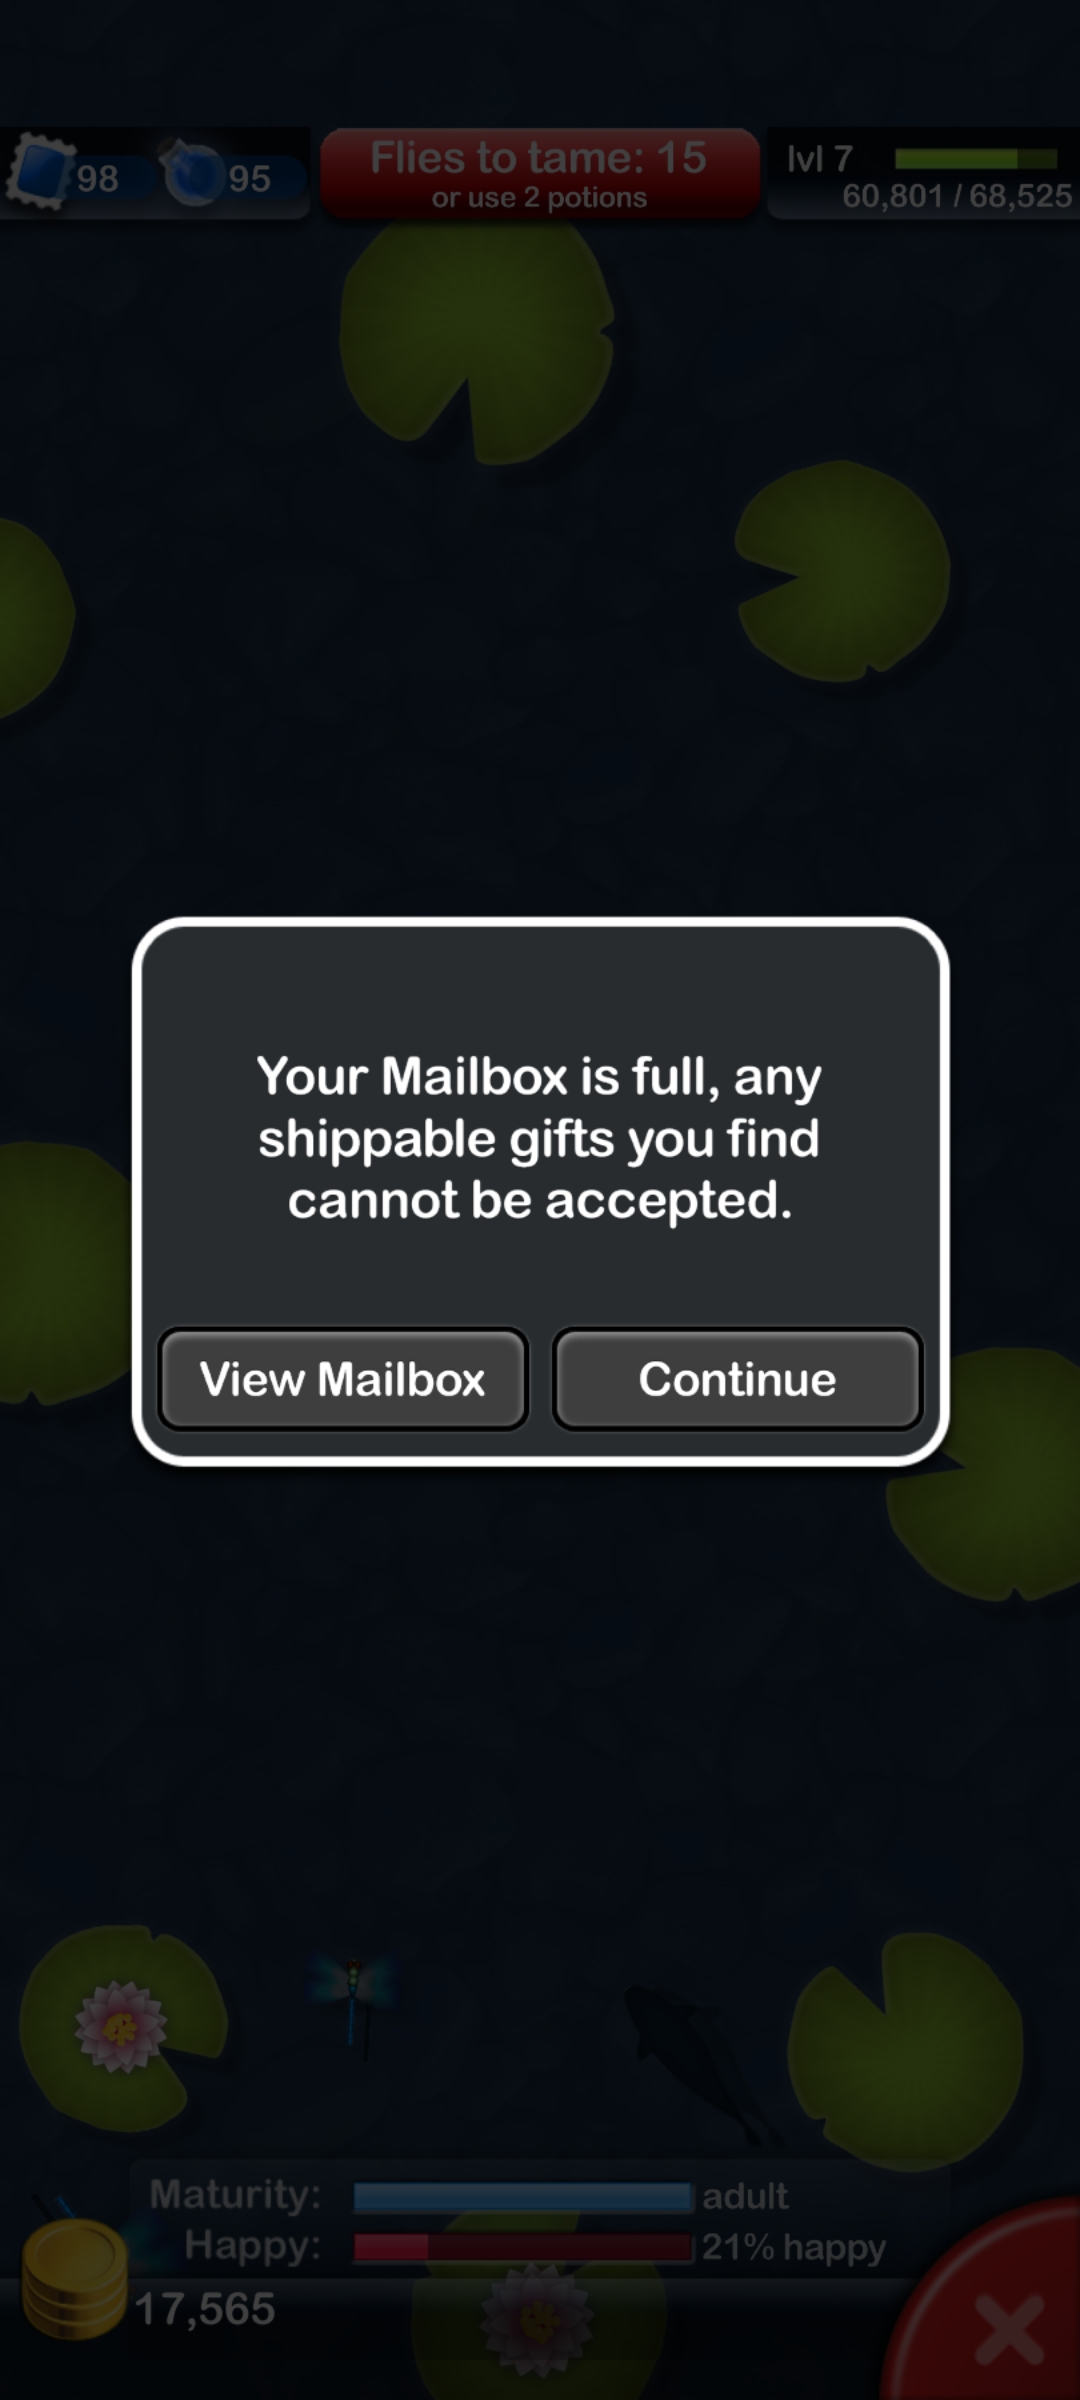 98
95
Flies to tame: 15
or use 2 potions
lvl 7
60,801 / 68,525
Your Mailbox is full, any
shippable gifts you find
cannot be accepted.
View Mailbox
Continue
Maturity:
adult
Happy:
21% happy
17,565